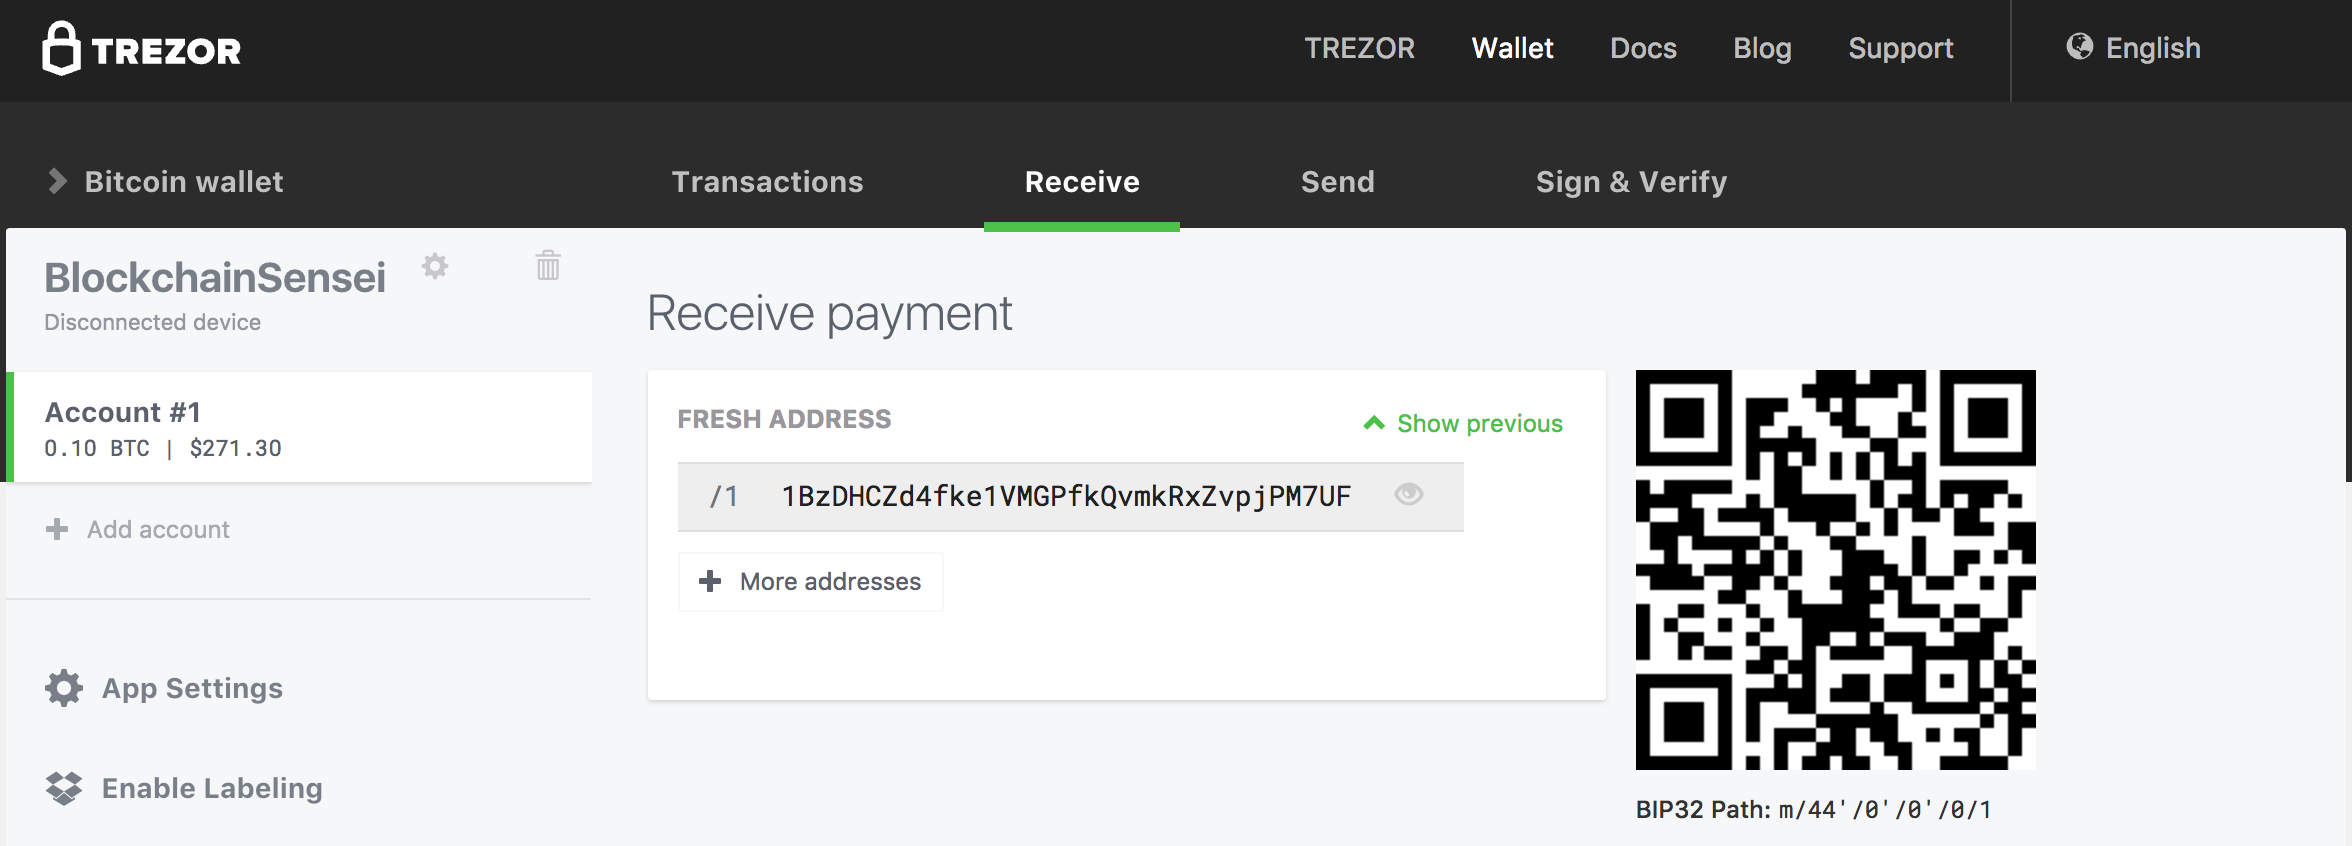 TREZOR
TREZOR Wallet Docs Blog Support English
Bitcoin wallet Transactions Receive Send Sign & Verify
BlockchainSensei
Disconnected device
Account #1
0.10 BTC | $271.30
Add account
App Settings
Enable Labeling
Receive payment
FRESH ADDRESS
Show previous
/1 1BzDHCZd4fke1VMGPfkQvmkRxZvpjPM7UF
More addresses
BIP32 Path: m/44'/0'/0'/0/1